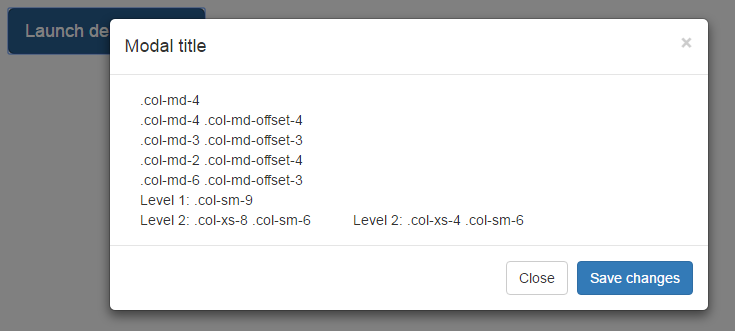 Launch de
Modal title
×
.col-md-4
.col-md-4 .col-md-offset-4
.col-md-3 .col-md-offset-3
.col-md-2 .col-md-offset-4
.col-md-6 .col-md-offset-3
Level 1: .col-sm-9
Level 2: .col-xs-8 .col-sm-6 Level 2: .col-xs-4 .col-sm-6
Close Save changes